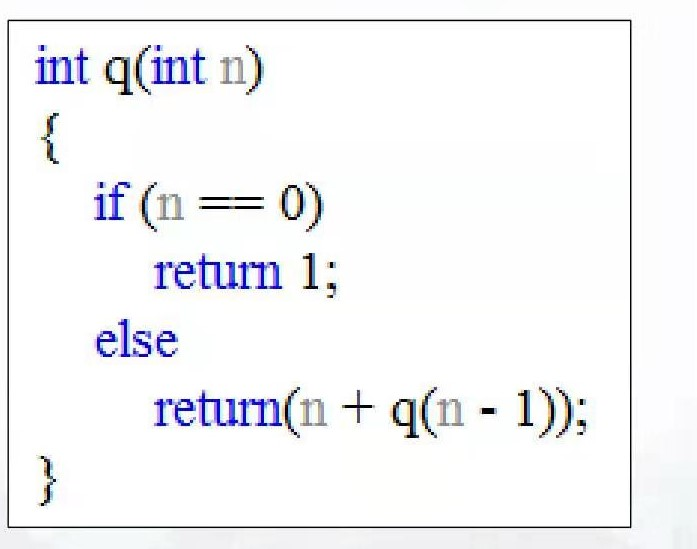 int q(int n)
{
if (n == 0)
return 1;
else
return(n + q(n - 1));
}